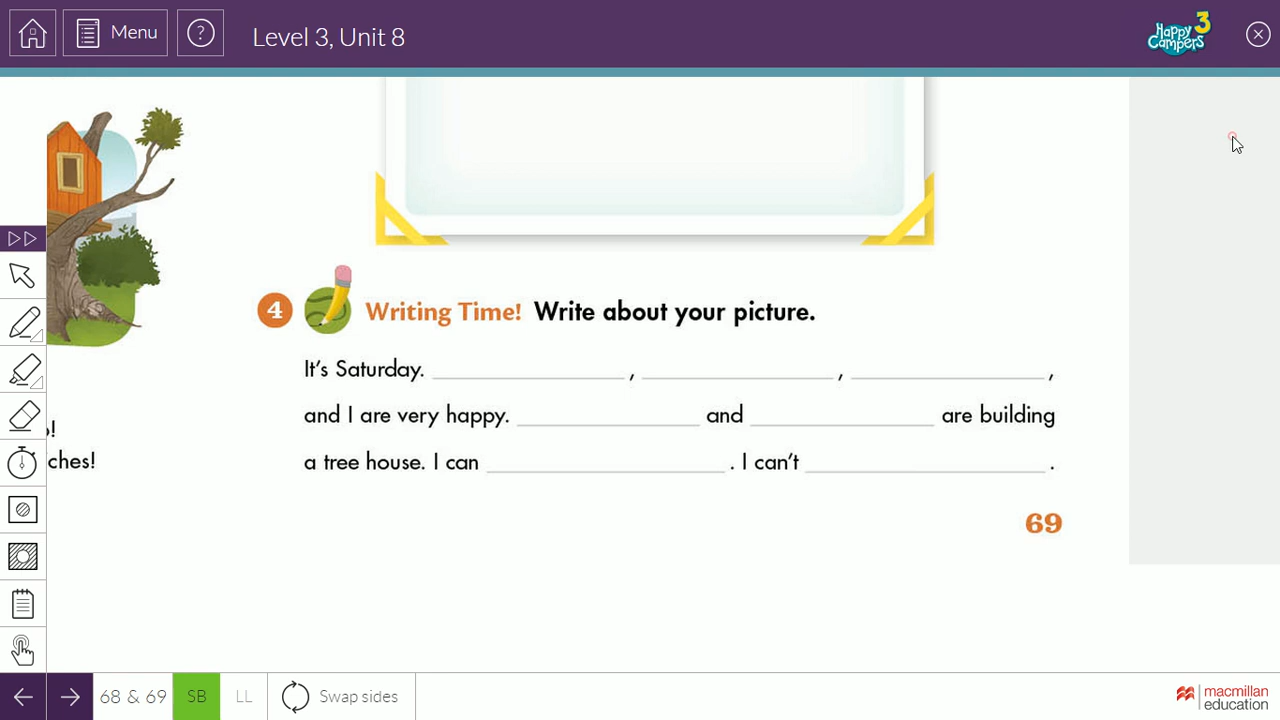 Menu
?
Level 3, Unit 8
Happy Campers 3
4 Writing Time! Write about your picture.
It's Saturday. ____________, ____________, ____________,
and I are very happy. ____________ and ____________ are building
!
ches!
a tree house. I can ____________. I can't ____________.
69
68 & 69
SB
LL
Swap sides
macmillan
education